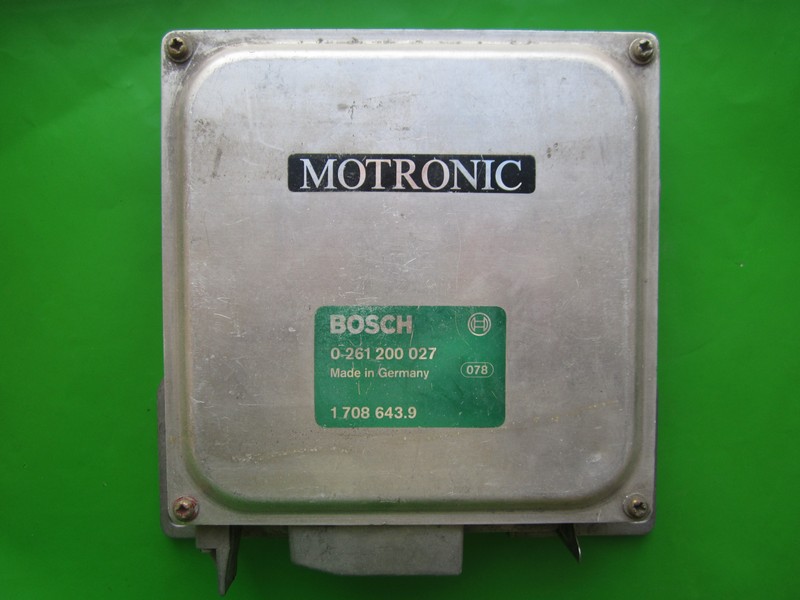 MOTRONIC
BOSCH
0 261 200 027
Made in Germany 078
1 708 643.9